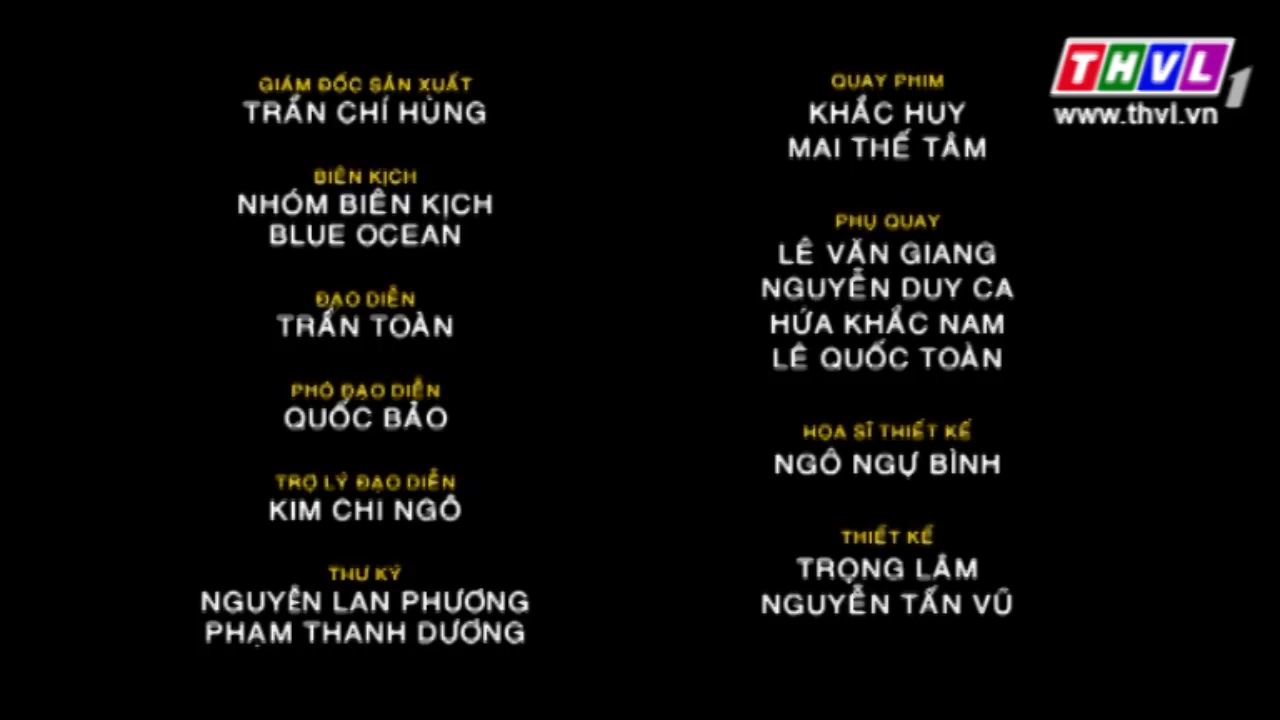 GIÁM ĐỐC SẢN XUẤT
TRẦN CHÍ HÙNG
BIÊN KỊCH
NHÓM BIÊN KỊCH
BLUE OCEAN
ĐẠO DIỄN
TRẦN TOÀN
PHÓ ĐẠO DIỄN
QUỐC BẢO
TRỢ LÝ ĐẠO DIỄN
KIM CHI NGÔ
THƯ KÝ
NGUYỄN LAN PHƯƠNG
PHẠM THANH DƯƠNG
QUAY PHIM
KHẮC HUY
MAI THẾ TÂM
PHỤ QUAY
LÊ VĂN GIANG
NGUYỄN DUY CA
HỨA KHẮC NAM
LÊ QUỐC TOÀN
HỌA SĨ THIẾT KẾ
NGÔ NGỰ BÌNH
THIẾT KẾ
TRỌNG LÂM
NGUYỄN TẤN VŨ
THVL 1
www.thvl.vn